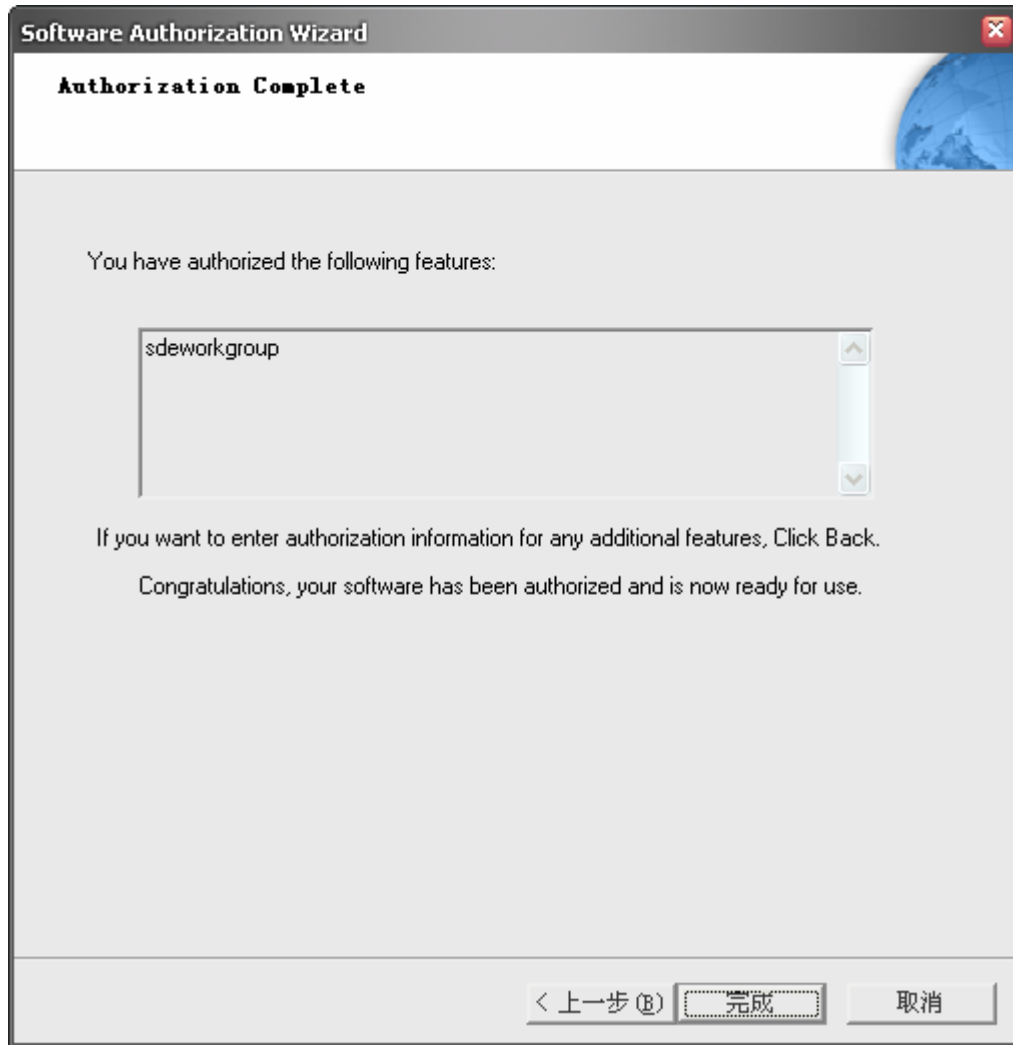 Software Authorization Wizard
Authorization Complete
You have authorized the following features:
sdeworkgroup
If you want to enter authorization information for any additional features, Click Back.
Congratulations, your software has been authorized and is now ready for use.
< 上一步(B) 完成 取消